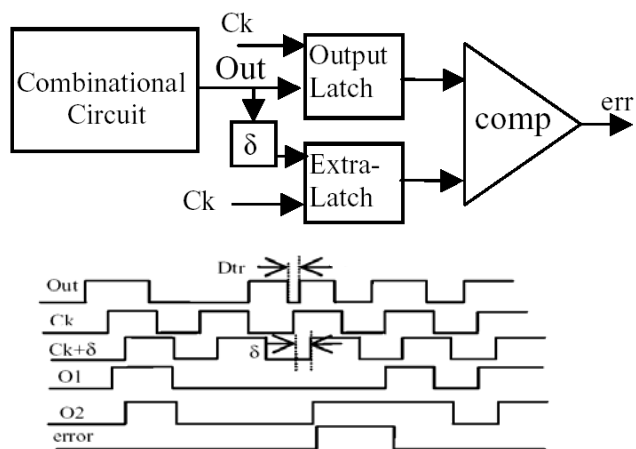 Ck
Combinational
Circuit
Out
Output
Latch
δ
Extra-
Latch
Ck
comp
err
Dtr
Out
Ck
Ck+δ
δ
O1
O2
error